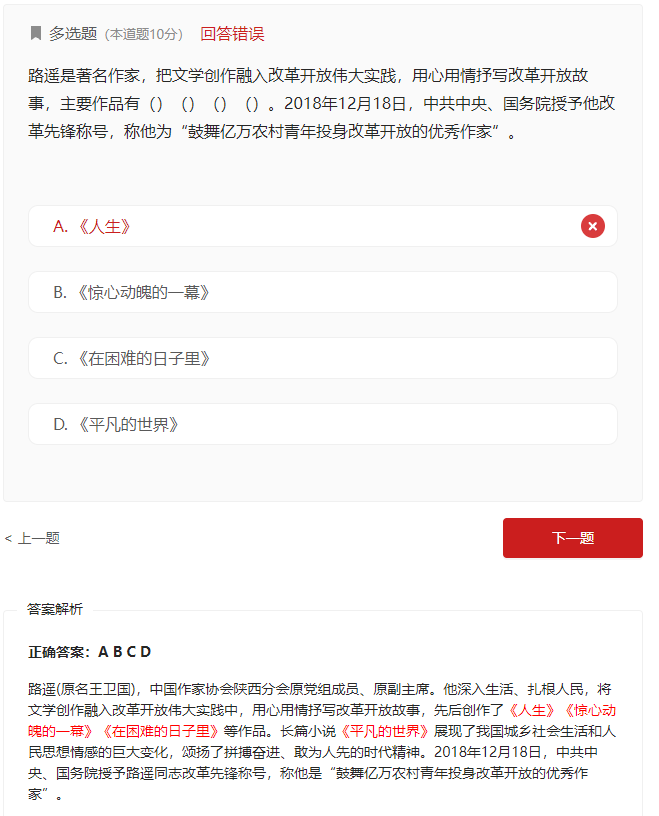 多选题（本道题10分） 回答错误
路遥是著名作家，把文学创作融入改革开放伟大实践，用心用情抒写改革开放故
事，主要作品有（）（）（）（）。2018年12月18日，中共中央、国务院授予他改
革先锋称号，称他为“鼓舞亿万农村青年投身改革开放的优秀作家”。
A. 《人生》
B. 《惊心动魄的一幕》
C. 《在困难的日子里》
D. 《平凡的世界》
< 上一题
下一题
答案解析
正确答案：A B C D
路遥(原名王卫国)，中国作家协会陕西分会原党组成员、原副主席。他深入生活、扎根人民，将
文学创作融入改革开放伟大实践中，用心用情抒写改革开放故事，先后创作了《人生》《惊心动
魄的一幕》《在困难的日子里》等作品。长篇小说《平凡的世界》展现了我国城乡社会生活和人
民思想情感的巨大变化，颂扬了拼搏奋进、敢为人先的时代精神。2018年12月18日，中共中
央、国务院授予路遥同志改革先锋称号，称他是“鼓舞亿万农村青年投身改革开放的优秀作
家”。